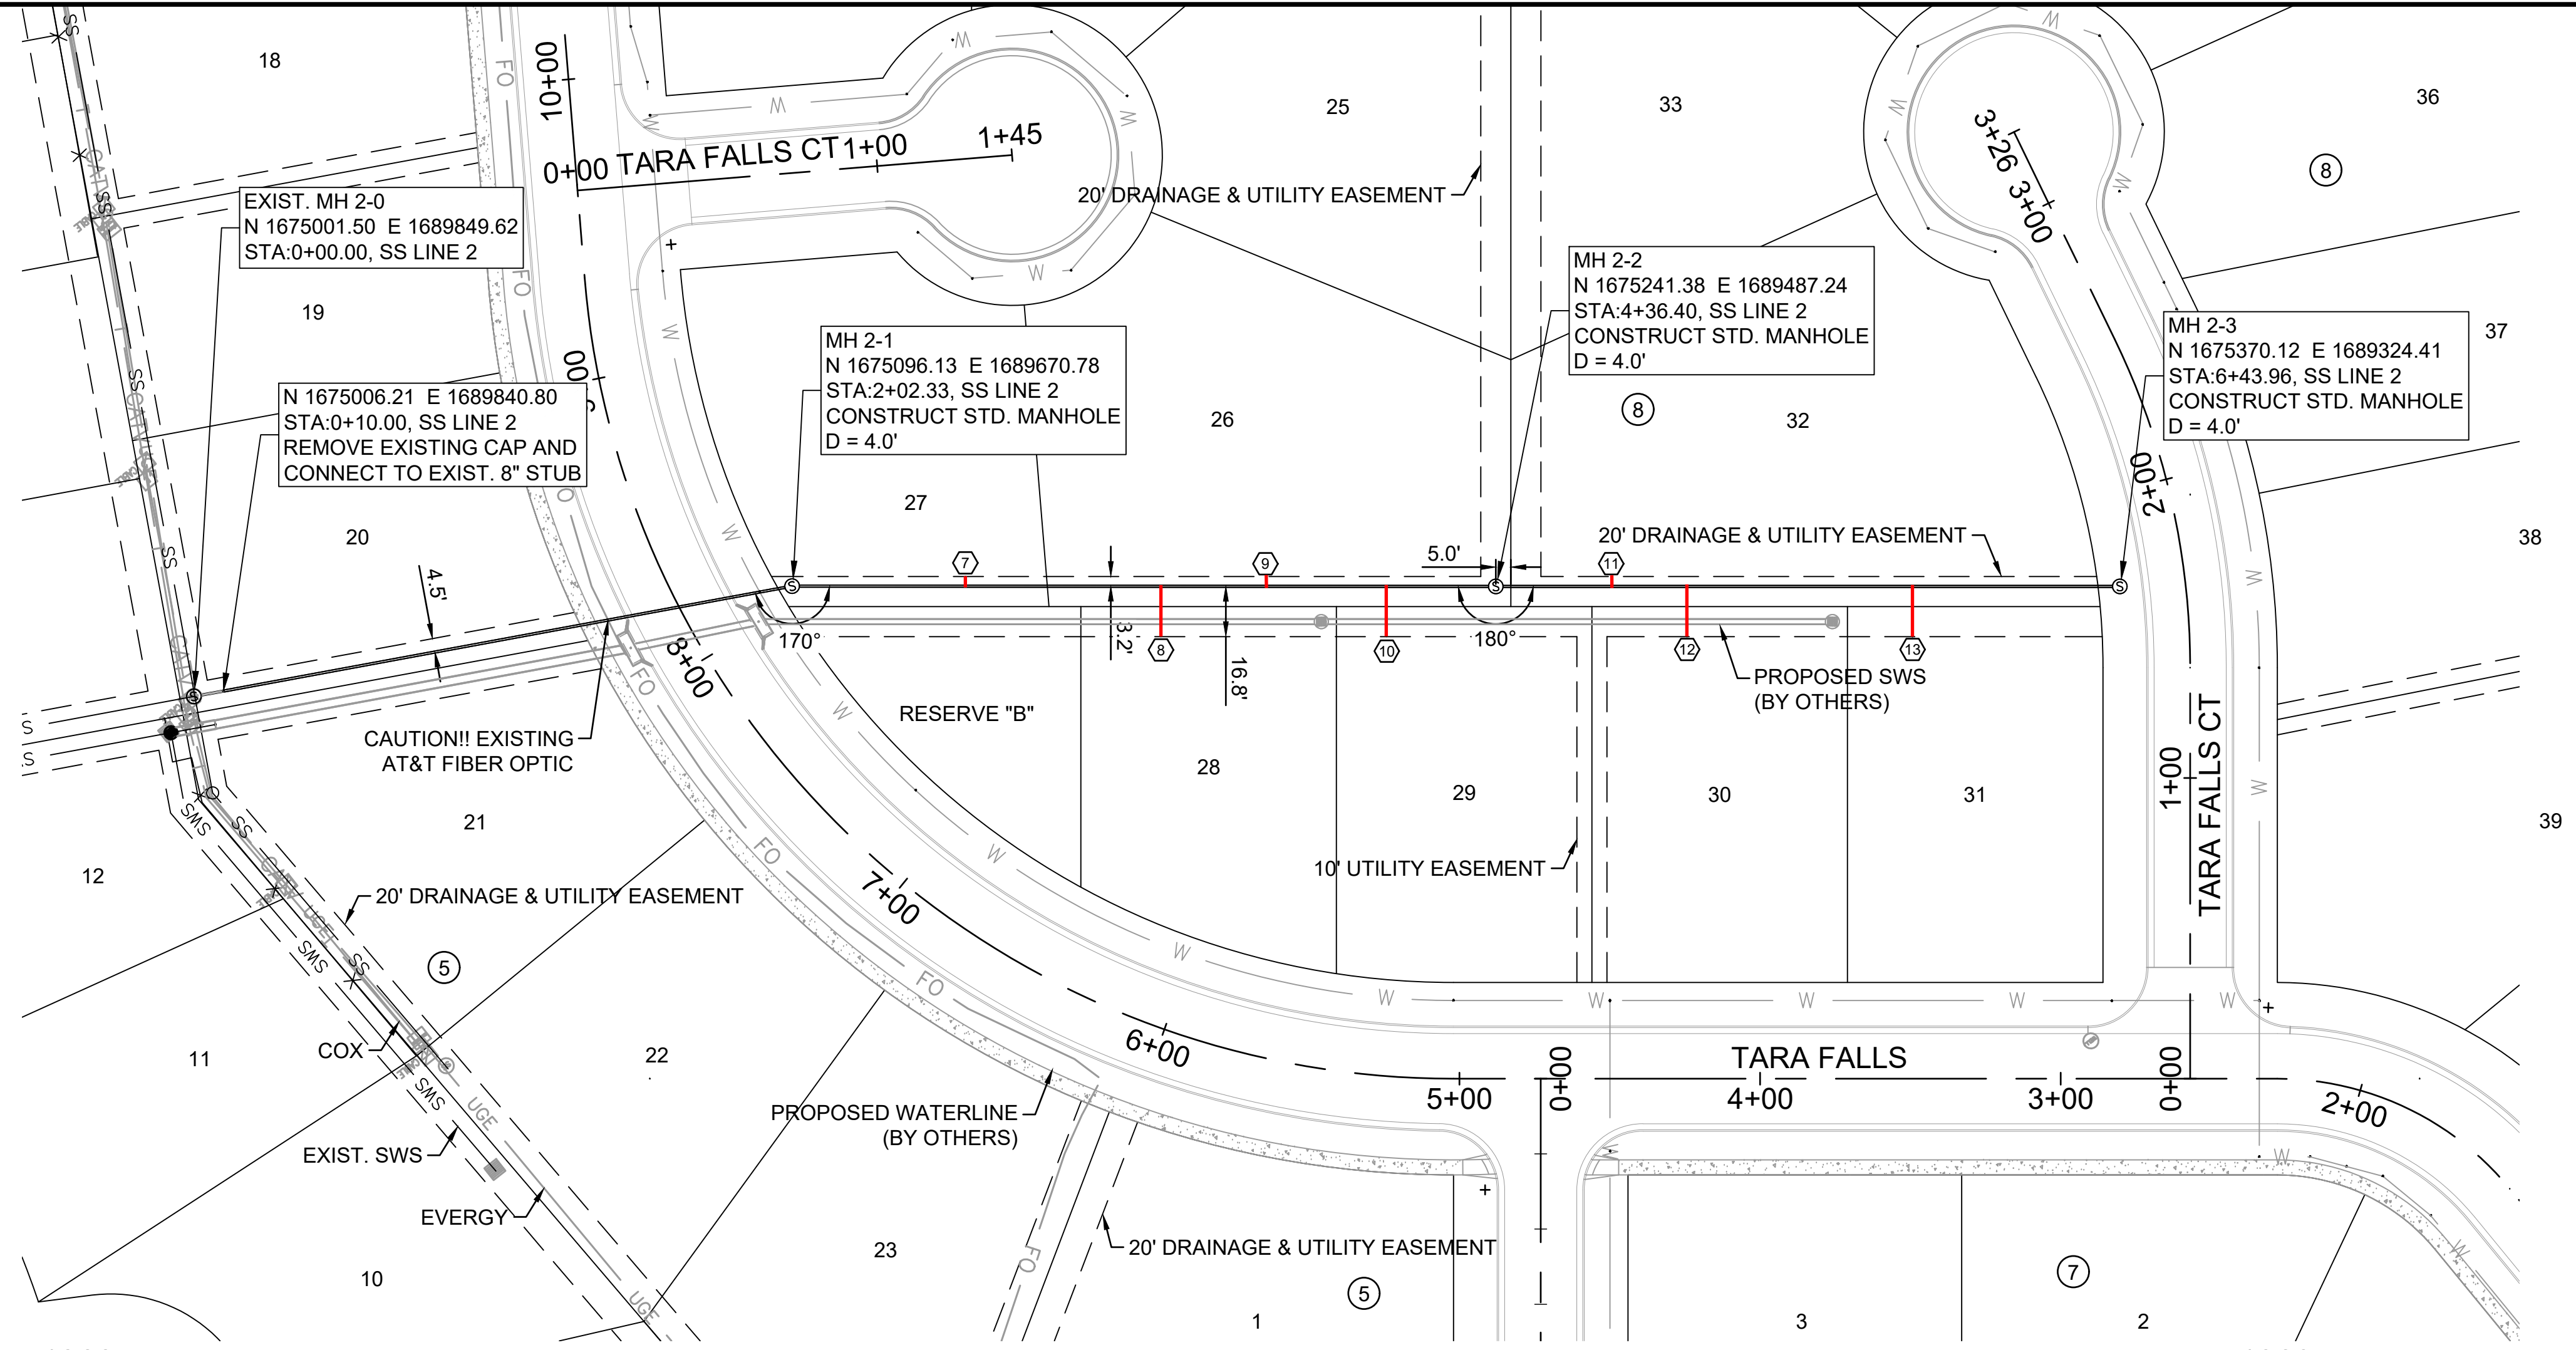 18
10+00
FO
W
25
33
36
8
0+00 TARA FALLS CT 1+00
1+45
20' DRAINAGE & UTILITY EASEMENT
3+26
3+00
EXIST. MH 2-0
N 1675001.50 E 1689849.62
STA:0+00.00, SS LINE 2
19
MH 2-1
N 1675096.13 E 1689670.78
STA:2+02.33, SS LINE 2
CONSTRUCT STD. MANHOLE
D = 4.0'
MH 2-2
N 1675241.38 E 1689487.24
STA:4+36.40, SS LINE 2
CONSTRUCT STD. MANHOLE
D = 4.0'
MH 2-3
N 1675370.12 E 1689324.41
STA:6+43.96, SS LINE 2
CONSTRUCT STD. MANHOLE
D = 4.0'
37
N 1675006.21 E 1689840.80
STA:0+10.00, SS LINE 2
REMOVE EXISTING CAP AND
CONNECT TO EXIST. 8" STUB
26
8
32
27
20
2+00
38
20' DRAINAGE & UTILITY EASEMENT
7
9
5.0'
11
S
S
S
S
4.5'
170°
8
3.2'
16.8'
10
180°
12
13
PROPOSED SWS
(BY OTHERS)
8+00
RESERVE "B"
CAUTION!! EXISTING
AT&T FIBER OPTIC
28
29
30
31
1+00
TARA FALLS CT
39
21
12
SS
SWS
7+00
10' UTILITY EASEMENT
20' DRAINAGE & UTILITY EASEMENT
5
COX
11
22
6+00
5+00
0+00
TARA FALLS
4+00
3+00
0+00
2+00
UGE
SWS
PROPOSED WATERLINE
(BY OTHERS)
EXIST. SWS
EVERGY
23
20' DRAINAGE & UTILITY EASEMENT
10
5
7
UGE
1
3
2